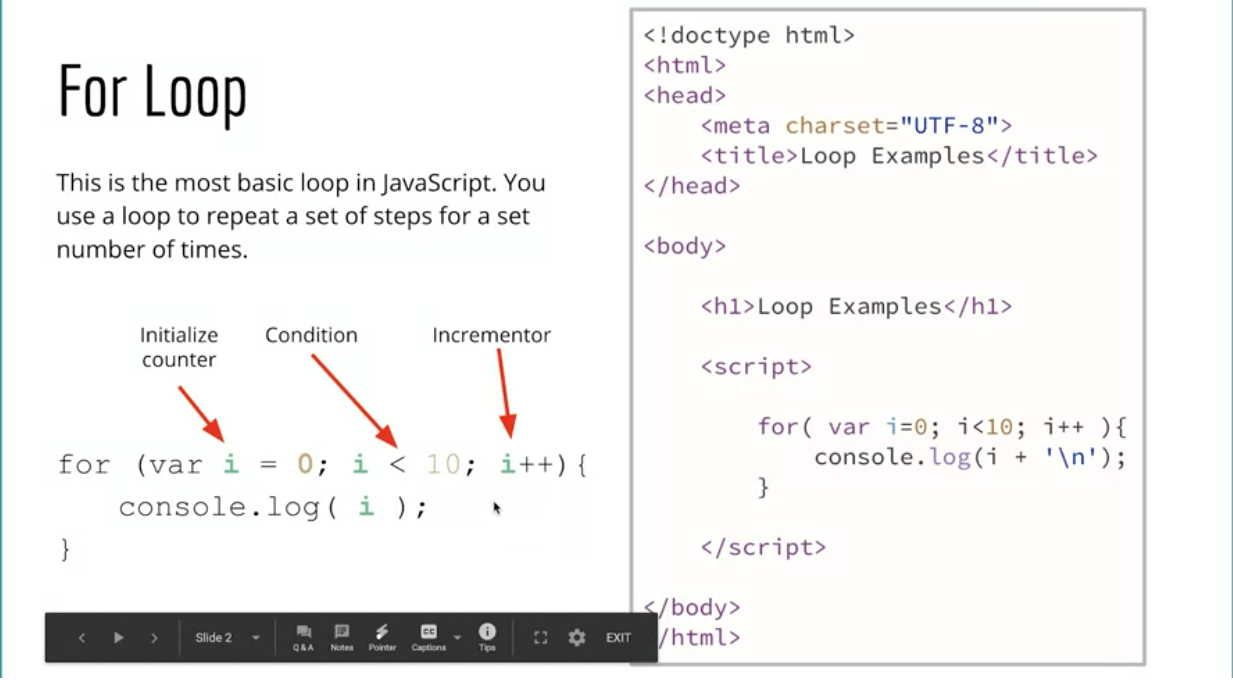 For Loop
This is the most basic loop in JavaScript. You
use a loop to repeat a set of steps for a set
number of times.
Initialize
counter
Condition
Incrementor
for (var i = 0; i < 10; i++){
console.log( i );
}
<!doctype html>
<html>
<head>
<meta charset="UTF-8">
<title>Loop Examples</title>
</head>
<body>
<h1>Loop Examples</h1>
<script>
for( var i=0; i<10; i++ ){
console.log(i + '\n');
}
</script>
</body>
/html>
Slide 2
Q & A
Notes
Pointer
CC
Captions
Tips
EXIT